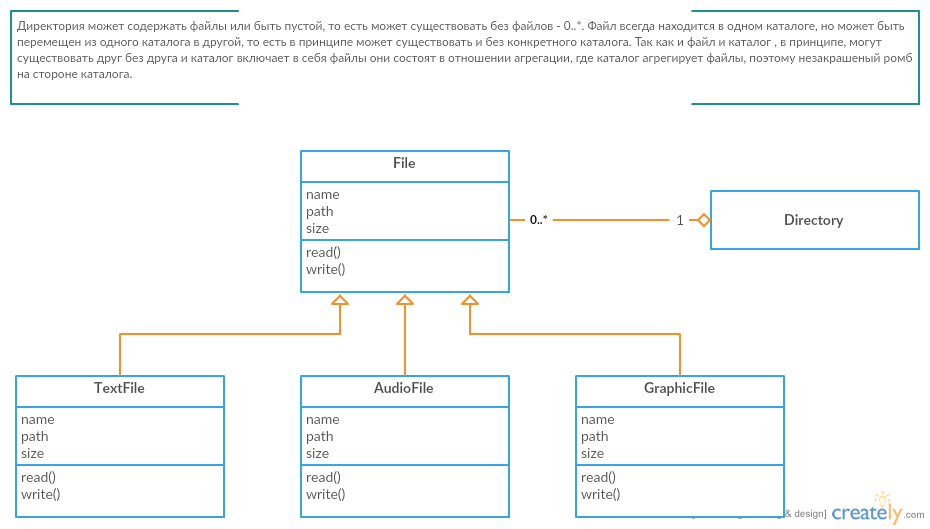 Директория может содержать файлы или быть пустой, то есть может существовать без файлов - 0..*. Файл всегда находится в одном каталоге, но может быть
перемещен из одного каталога в другой, то есть в принципе может существовать и без конкретного каталога. Так как и файл и каталог , в принципе, могут
существовать друг без друга и каталог включает в себя файлы они состоят в отношении агрегации, где каталог агрегирует файлы, поэтому незакрашеный ромб
на стороне каталога.
File
name
path
size
read()
write()
0..*
1
Directory
TextFile
name
path
size
read()
write()
AudioFile
name
path
size
read()
write()
GraphicFile
name
path
size
read()
write()
& design]
creately.com